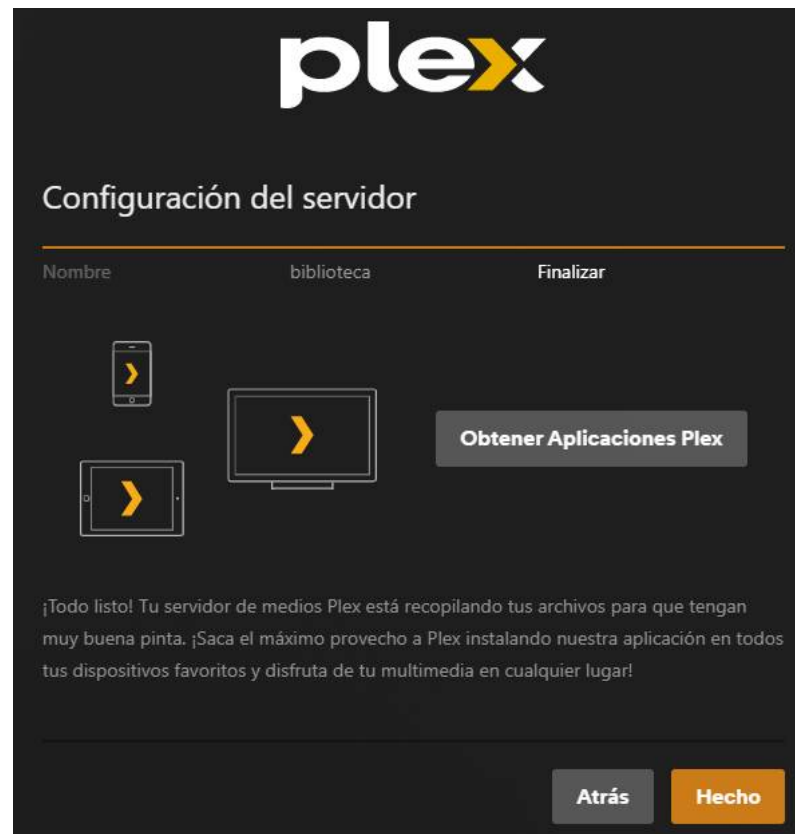 plex
Configuración del servidor
Nombre
biblioteca
Finalizar
Obtener Aplicaciones Plex
¡Todo listo! Tu servidor de medios Plex está recopilando tus archivos para que tengan
muy buena pinta. ¡Saca el máximo provecho a Plex instalando nuestra aplicación en todos
tus dispositivos favoritos y disfruta de tu multimedia en cualquier lugar!
Atrás
Hecho